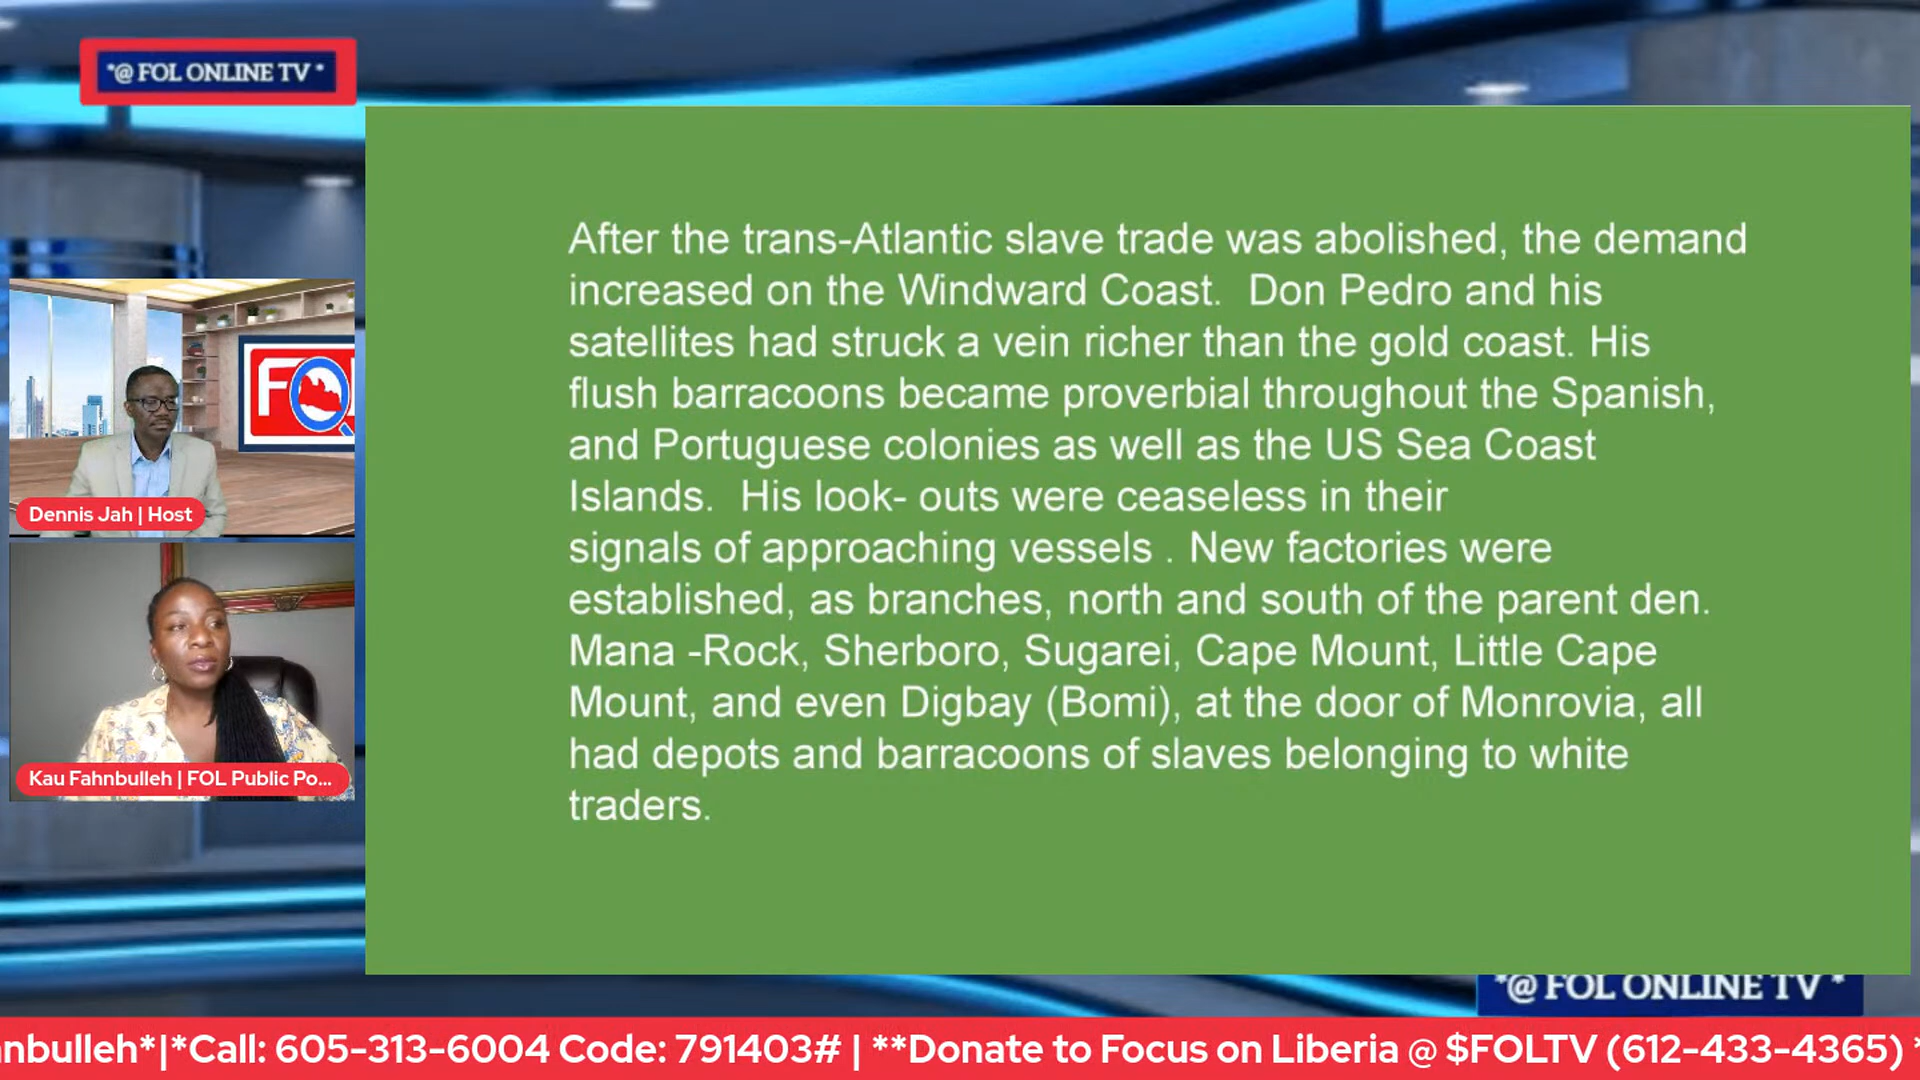 *@ FOL ONLINE TV *
After the trans-Atlantic slave trade was abolished, the demand
increased on the Windward Coast.  Don Pedro and his
satellites had struck a vein richer than the gold coast. His
flush barracoons became proverbial throughout the Spanish,
and Portuguese colonies as well as the US Sea Coast
Islands.  His look- outs were ceaseless in their
signals of approaching vessels . New factories were
established, as branches, north and south of the parent den.
Mana -Rock, Sherboro, Sugarei, Cape Mount, Little Cape
Mount, and even Digbay (Bomi), at the door of Monrovia, all
had depots and barracoons of slaves belonging to white
traders.
FOL
Dennis Jah | Host
Kau Fahnbulleh | FOL Public Po...
*@ FOL ONLINE TV *
nbulleh*|*Call: 605-313-6004 Code: 791403# | **Donate to Focus on Liberia @ $FOLTV (612-433-4365) *